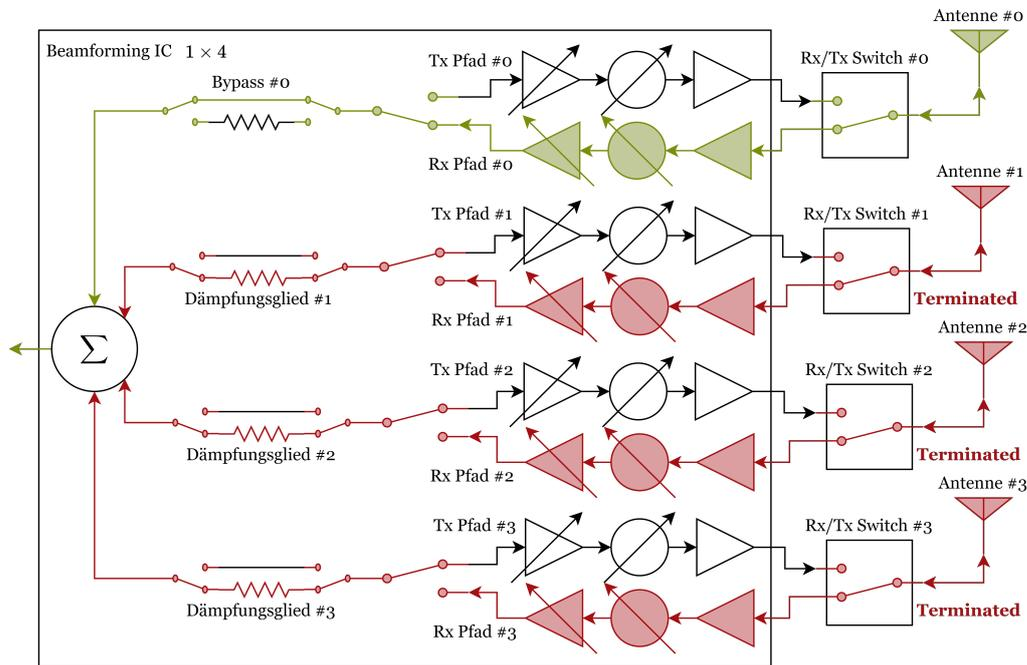 Antenne #0
Beamforming IC 1 × 4
Tx Pfad #0
Rx/Tx Switch #0
Bypass #0
Rx Pfad #0
Antenne #1
Tx Pfad #1
Rx/Tx Switch #1
Dämpfungsglied #1
Terminated
Rx Pfad #1
Antenne #2
Σ
Tx Pfad #2
Rx/Tx Switch #2
Dämpfungsglied #2
Terminated
Rx Pfad #2
Antenne #3
Tx Pfad #3
Rx/Tx Switch #3
Dämpfungsglied #3
Terminated
Rx Pfad #3